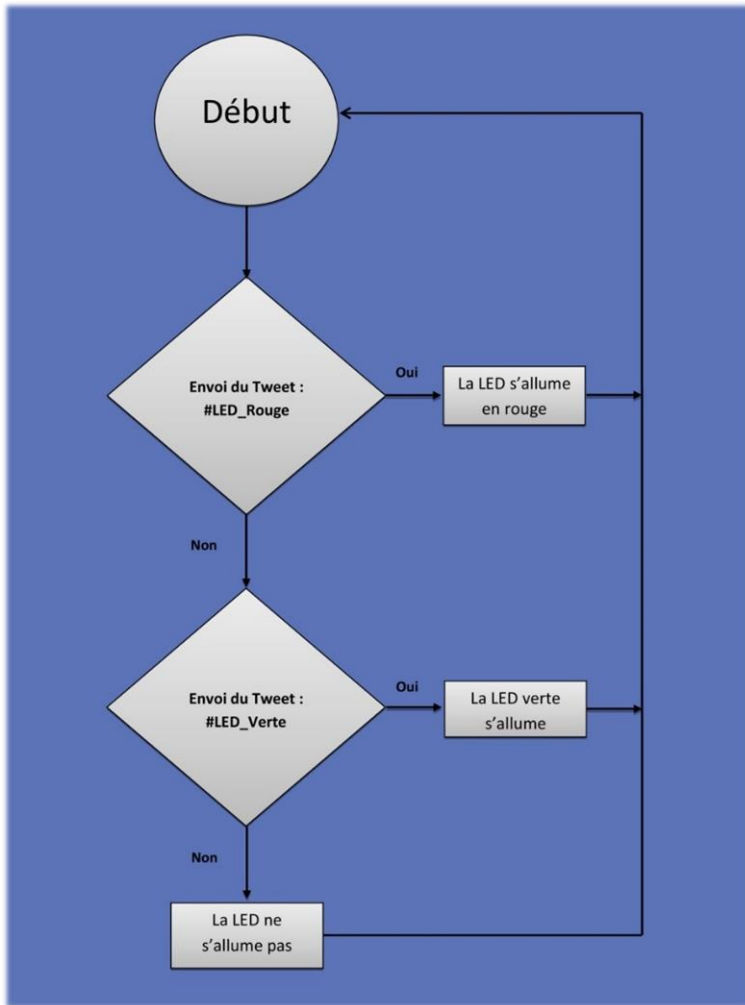 Début
Envoi du Tweet :
#LED_Rouge
Oui
La LED s’allume
en rouge
Non
Envoi du Tweet :
#LED_Verte
Oui
La LED verte
s’allume
Non
La LED ne
s’allume pas